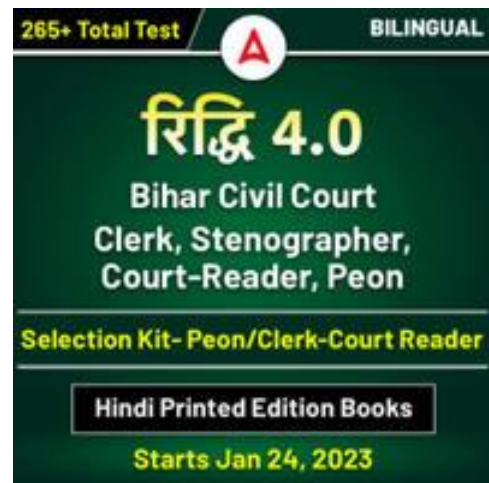 265+ Total Test
BILINGUAL
रिद्धि 4.0
Bihar Civil Court
Clerk, Stenographer,
Court-Reader, Peon
Selection Kit- Peon/Clerk-Court Reader
Hindi Printed Edition Books
Starts Jan 24, 2023